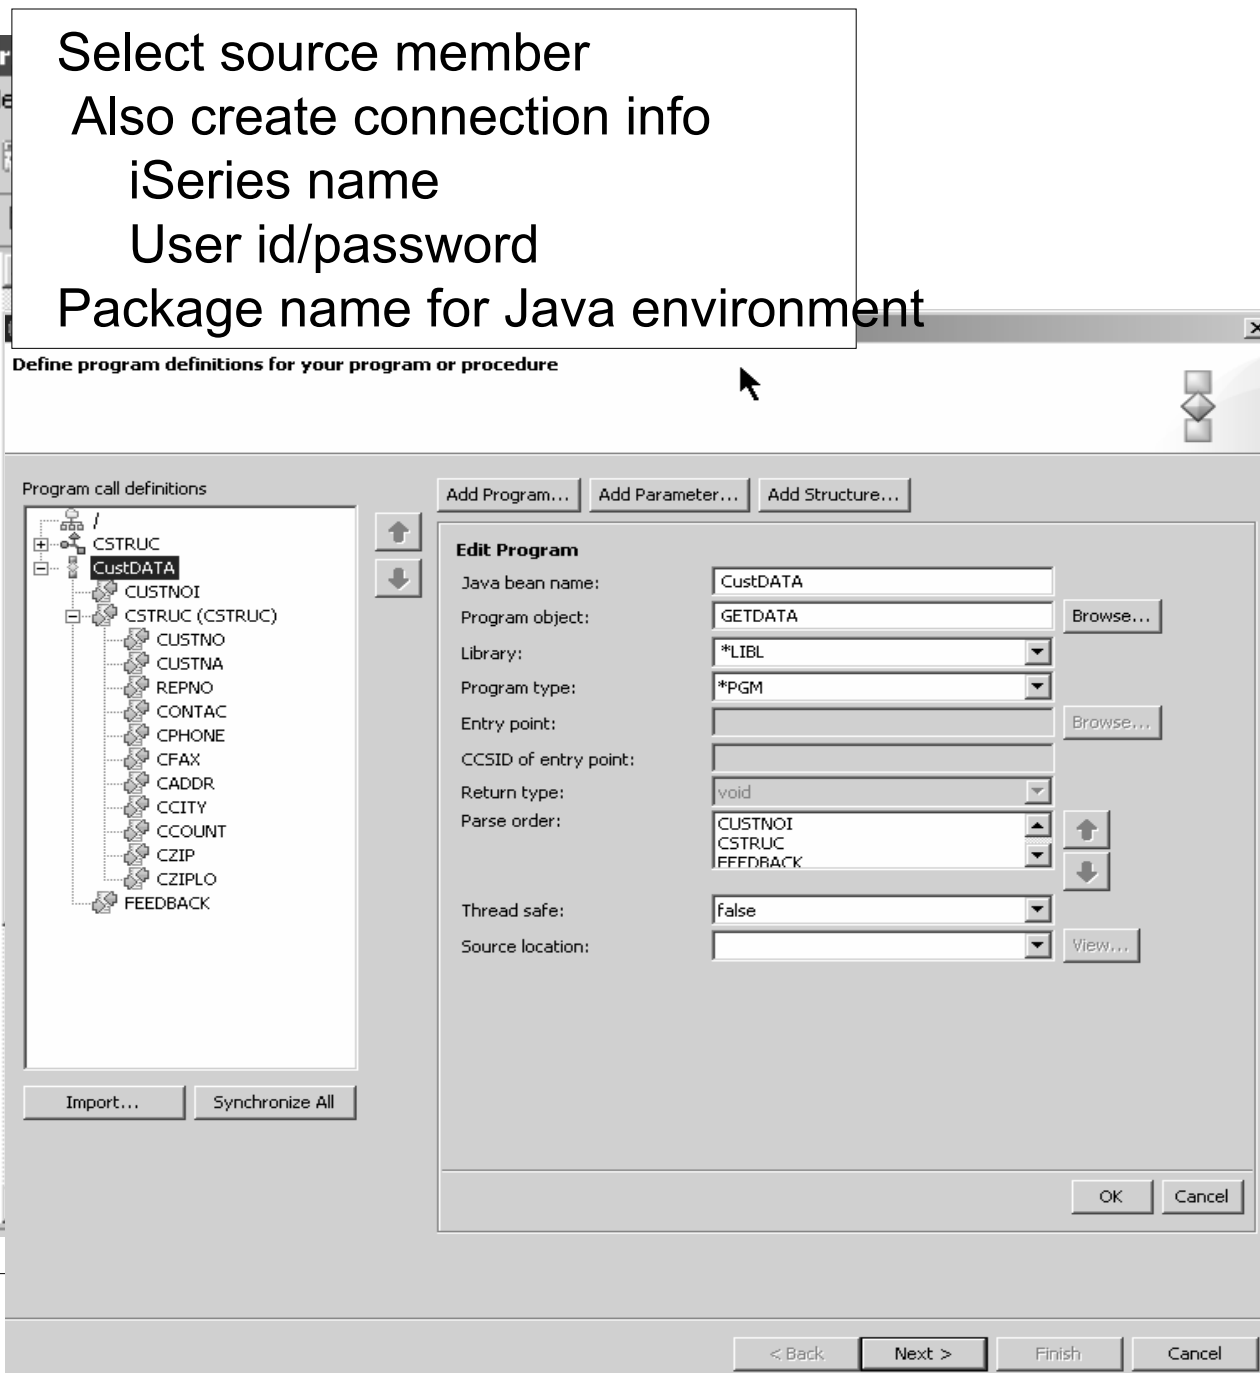 Select source member
Also create connection info
iSeries name
User id/password
Package name for Java environment
Define program definitions for your program or procedure
Program call definitions
/
CSTRUC
CustDATA
CUSTNOI
CSTRUC (CSTRUC)
CUSTNO
CUSTNA
REPNO
CONTAC
CPHONE
CFAX
CADDR
CCITY
CCOUNT
CZIP
CZIPLO
FEEDBACK
Import... Synchronize All
Add Program... Add Parameter... Add Structure...
Edit Program
Java bean name: CustDATA
Program object: GETDATA Browse...
Library: *LIBL
Program type: *PGM
Entry point: Browse...
CCSID of entry point:
Return type: void
Parse order: CUSTNOI
CSTRUC
FEEDBACK
Thread safe: false
Source location: View...
OK Cancel
< Back Next > Finish Cancel